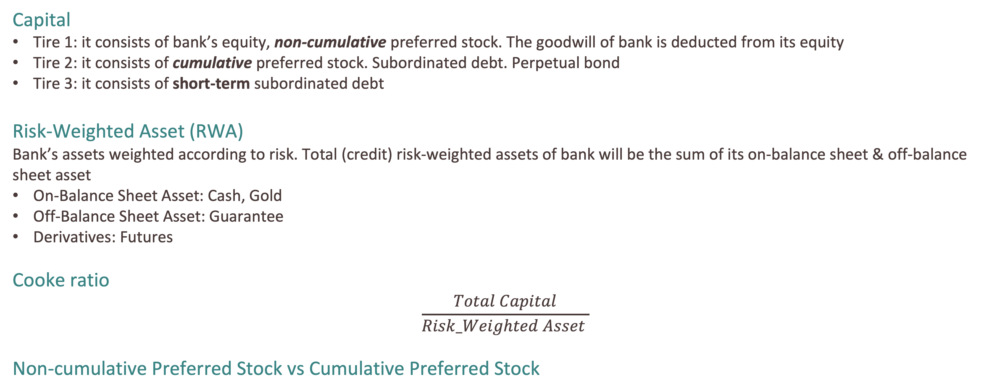 Capital
• Tire 1: it consists of bank’s equity, non-cumulative preferred stock. The goodwill of bank is deducted from its equity
• Tire 2: it consists of cumulative preferred stock. Subordinated debt. Perpetual bond
• Tire 3: it consists of short-term subordinated debt
Risk-Weighted Asset (RWA)
Bank’s assets weighted according to risk. Total (credit) risk-weighted assets of bank will be the sum of its on-balance sheet & off-balance
sheet asset
• On-Balance Sheet Asset: Cash, Gold
• Off-Balance Sheet Asset: Guarantee
• Derivatives: Futures
Cooke ratio
Total Capital
Risk_Weighted Asset
Non-cumulative Preferred Stock vs Cumulative Preferred Stock